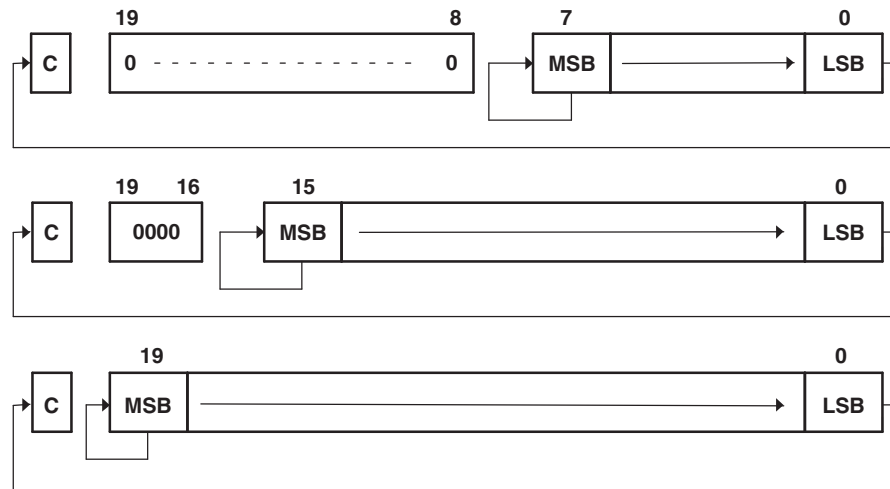 19 8 7 0
C 0 - - - - - - - - - - - - - - - 0 MSB LSB
19 16 15 0
C 0000 MSB LSB
19 0
C MSB LSB